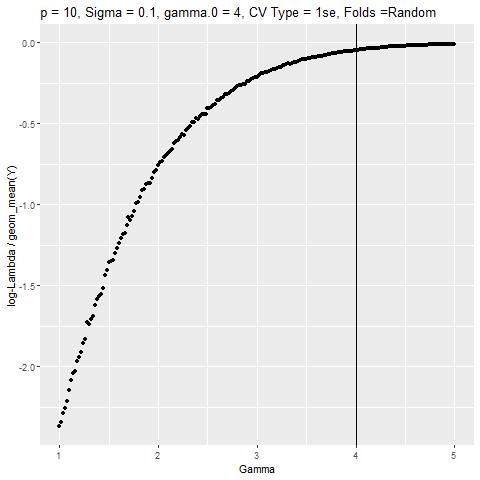 p = 10, Sigma = 0.1, gamma.0 = 4, CV Type = 1se, Folds =Random
log-Lambda / geom_mean(Y)
0.0
-0.5
-1.0
-1.5
-2.0
1 2 3 4 5
Gamma